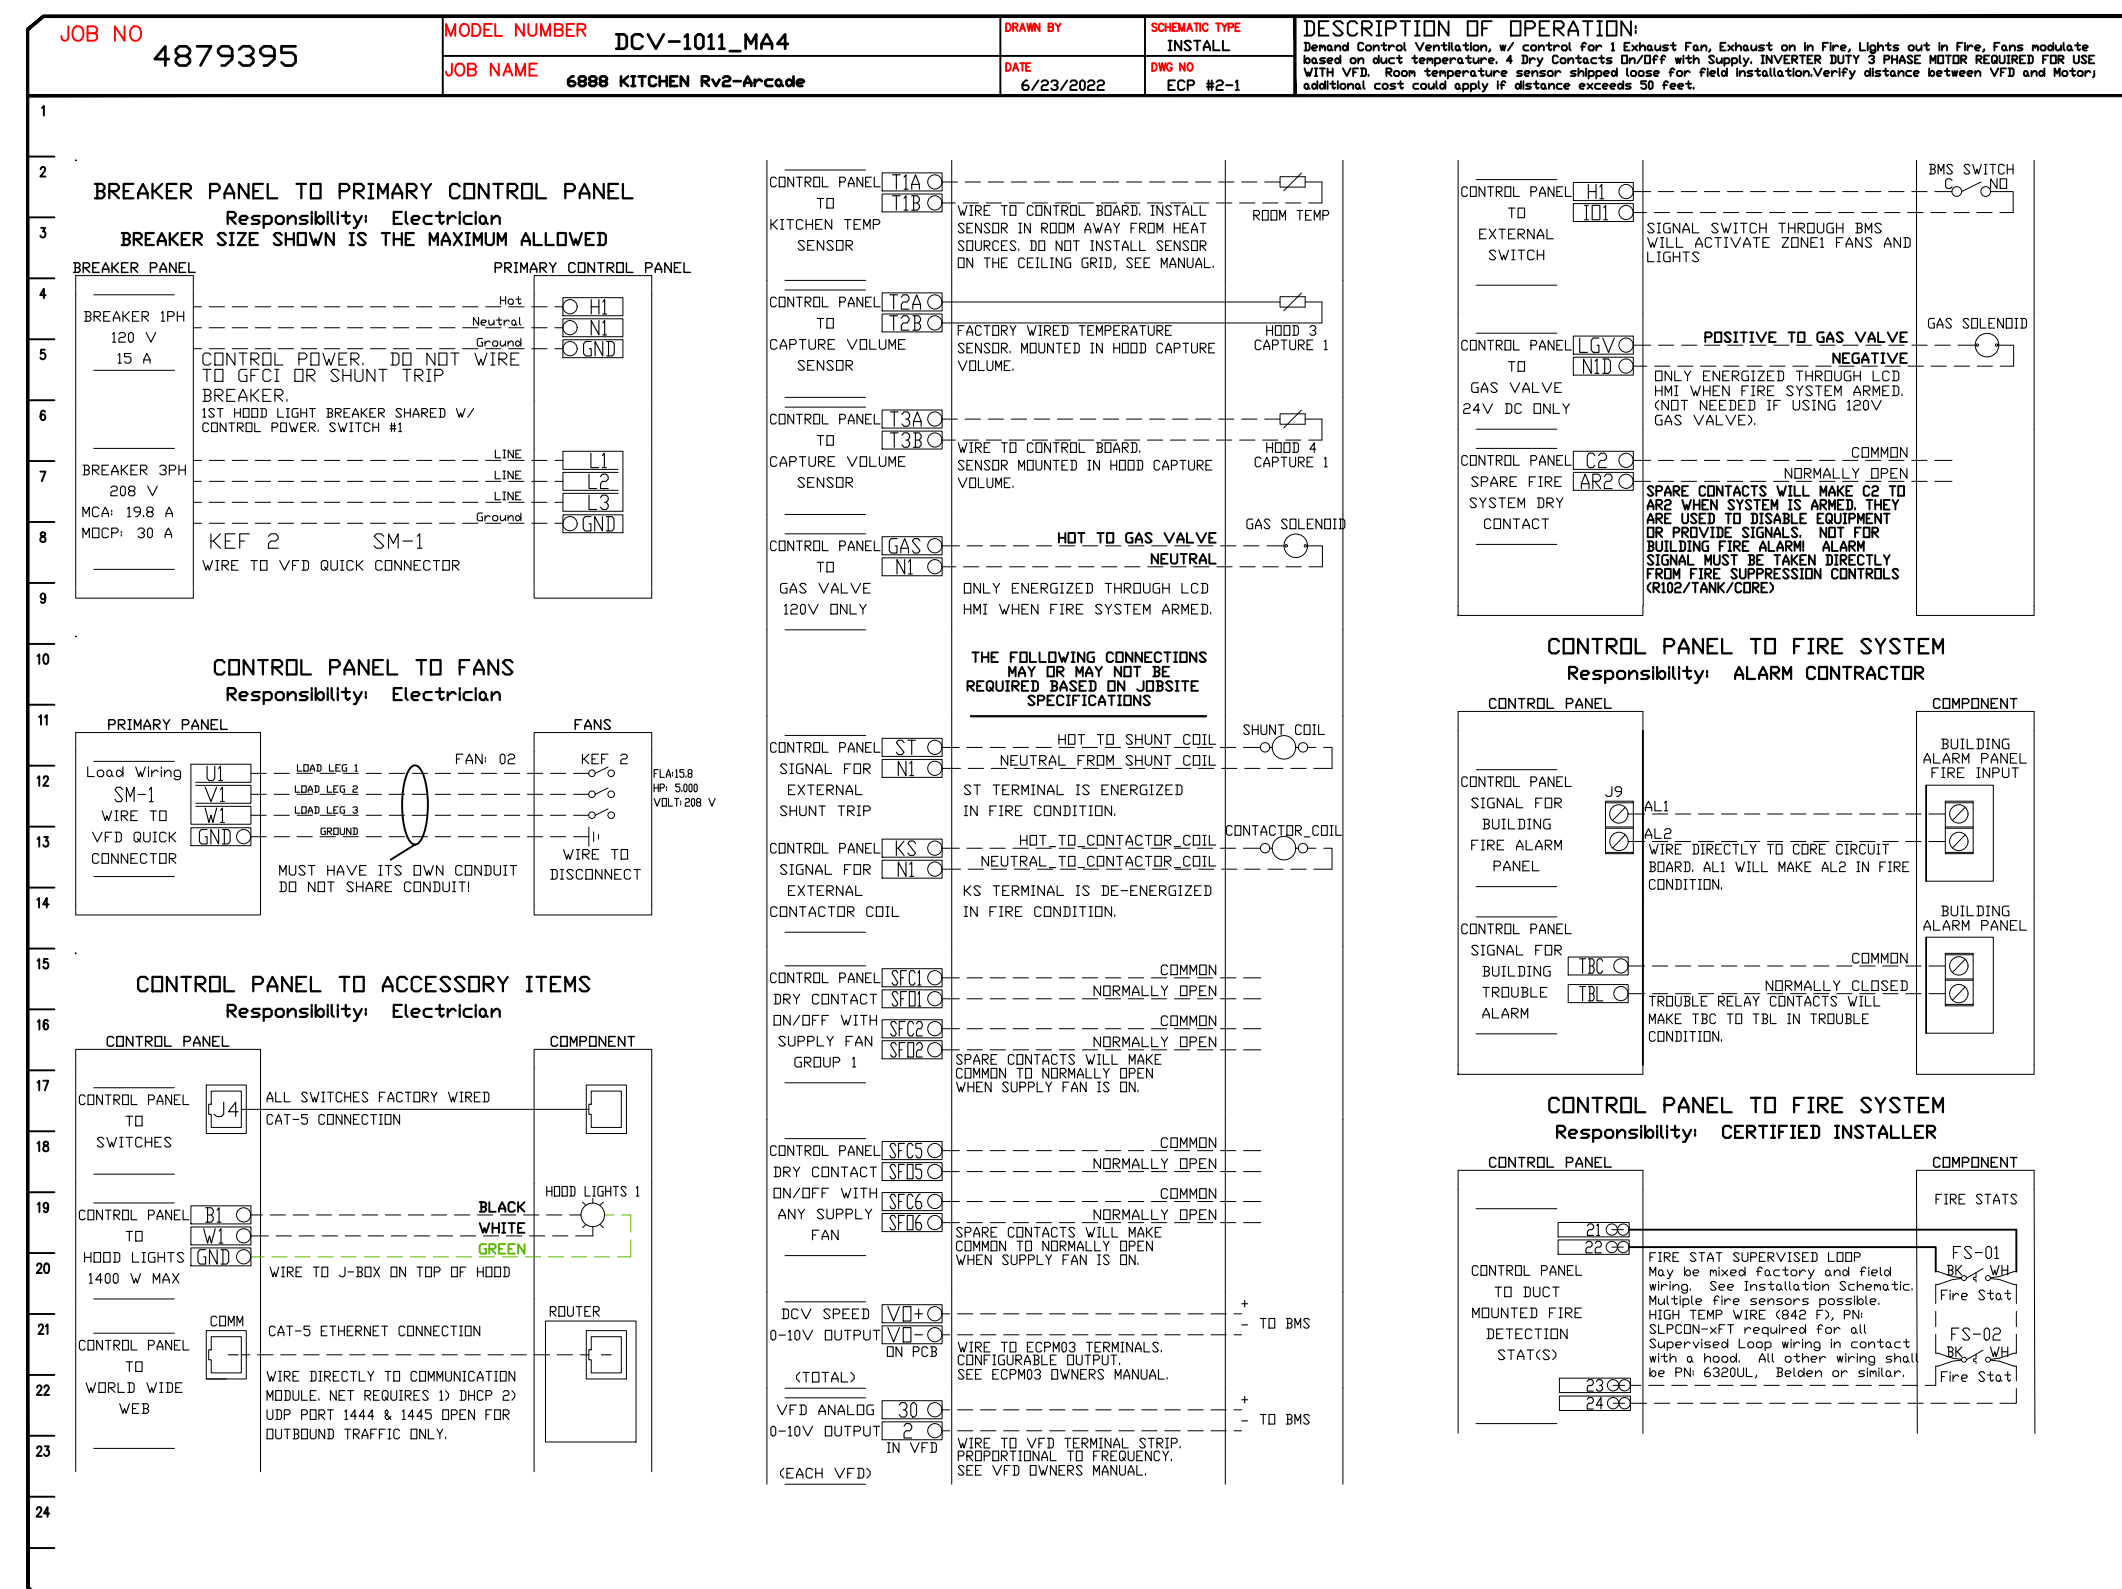 JOB NO
4879395
MODEL NUMBER
DCV-1011_MA4
JOB NAME
6888 KITCHEN Rv2-Arcade
DRAWN BY
SCHEMATIC TYPE
INSTALL
DATE
6/23/2022
DWG NO
ECP #2-1
DESCRIPTION OF OPERATION:
Demand Control Ventilation, w/ control for 1 Exhaust Fan, Exhaust on in Fire, Lights out in Fire, Fans modulate
based on duct temperature. 4 Dry Contacts On/Off with Supply. INVERTER DUTY 3 PHASE MOTOR REQUIRED FOR USE
WITH VFD. Room temperature sensor shipped loose for field installation.Verify distance between VFD and Motor;
additional cost could apply if distance exceeds 50 feet.
1
2
3
4
5
6
7
8
9
10
11
12
13
14
15
16
17
18
19
20
21
22
23
24
BREAKER PANEL TO PRIMARY CONTROL PANEL
Responsibility: Electrician
BREAKER SIZE SHOWN IS THE MAXIMUM ALLOWED
BREAKER PANEL
PRIMARY CONTROL PANEL
BREAKER 1PH
120 V
15 A
Hot
H1
Neutral
N1
Ground
GND
CONTROL POWER. DO NOT WIRE
TO GFCI OR SHUNT TRIP
BREAKER.
1ST HOOD LIGHT BREAKER SHARED W/
CONTROL POWER. SWITCH #1
BREAKER 3PH
208 V
MCA: 19.8 A
MOCP: 30 A
LINE
L1
LINE
L2
LINE
L3
Ground
GND
KEF 2 SM-1
WIRE TO VFD QUICK CONNECTOR
CONTROL PANEL TO FANS
Responsibility: Electrician
PRIMARY PANEL
FANS
Load Wiring
SM-1
WIRE TO
VFD QUICK
CONNECTOR
U1
V1
W1
GND
LOAD LEG 1
LOAD LEG 2
LOAD LEG 3
GROUND
FAN: 02
KEF 2
FLA:15.8
HP: 5.000
VOLT: 208 V
WIRE TO
DISCONNECT
MUST HAVE ITS OWN CONDUIT
DO NOT SHARE CONDUIT!
CONTROL PANEL TO ACCESSORY ITEMS
Responsibility: Electrician
CONTROL PANEL
COMPONENT
CONTROL PANEL
TO
SWITCHES
J4
ALL SWITCHES FACTORY WIRED
CAT-5 CONNECTION
CONTROL PANEL
TO
HOOD LIGHTS
1400 W MAX
B1
W1
GND
BLACK
WHITE
GREEN
HOOD LIGHTS 1
WIRE TO J-BOX ON TOP OF HOOD
CONTROL PANEL
TO
WORLD WIDE
WEB
COMM
CAT-5 ETHERNET CONNECTION
ROUTER
WIRE DIRECTLY TO COMMUNICATION
MODULE. NET REQUIRES 1) DHCP 2)
UDP PORT 1444 & 1445 OPEN FOR
OUTBOUND TRAFFIC ONLY.
CONTROL PANEL
TO
KITCHEN TEMP
SENSOR
T1A
T1B
WIRE TO CONTROL BOARD. INSTALL
SENSOR IN ROOM AWAY FROM HEAT
SOURCES. DO NOT INSTALL SENSOR
ON THE CEILING GRID, SEE MANUAL.
ROOM TEMP
CONTROL PANEL
TO
CAPTURE VOLUME
SENSOR
T2A
T2B
FACTORY WIRED TEMPERATURE
SENSOR. MOUNTED IN HOOD CAPTURE
VOLUME.
HOOD 3
CAPTURE 1
CONTROL PANEL
TO
CAPTURE VOLUME
SENSOR
T3A
T3B
WIRE TO CONTROL BOARD.
SENSOR MOUNTED IN HOOD CAPTURE
VOLUME.
HOOD 4
CAPTURE 1
CONTROL PANEL
TO
GAS VALVE
120V ONLY
GAS
N1
HOT TO GAS VALVE
NEUTRAL
GAS SOLENOID
ONLY ENERGIZED THROUGH LCD
HMI WHEN FIRE SYSTEM ARMED.
THE FOLLOWING CONNECTIONS
MAY OR MAY NOT BE
REQUIRED BASED ON JOBSITE
SPECIFICATIONS
CONTROL PANEL
SIGNAL FOR
EXTERNAL
SHUNT TRIP
ST
N1
HOT TO SHUNT COIL
NEUTRAL FROM SHUNT COIL
SHUNT COIL
ST TERMINAL IS ENERGIZED
IN FIRE CONDITION.
CONTROL PANEL
SIGNAL FOR
EXTERNAL
CONTACTOR COIL
KS
N1
HOT_TO_CONTACTOR_COIL
NEUTRAL_TO_CONTACTOR_COIL
CONTACTOR_COIL
KS TERMINAL IS DE-ENERGIZED
IN FIRE CONDITION.
CONTROL PANEL
DRY CONTACT
ON/OFF WITH
SUPPLY FAN
GROUP 1
SFC1
SFO1
SFC2
SFO2
COMMON
NORMALLY OPEN
COMMON
NORMALLY OPEN
SPARE CONTACTS WILL MAKE
COMMON TO NORMALLY OPEN
WHEN SUPPLY FAN IS ON.
CONTROL PANEL
DRY CONTACT
ON/OFF WITH
ANY SUPPLY
FAN
SFC5
SFO5
SFC6
SFO6
COMMON
NORMALLY OPEN
COMMON
NORMALLY OPEN
SPARE CONTACTS WILL MAKE
COMMON TO NORMALLY OPEN
WHEN SUPPLY FAN IS ON.
DCV SPEED
0-10V OUTPUT
(TOTAL)
VO+
VO-
ON PCB
+
- TO BMS
WIRE TO ECPM03 TERMINALS.
CONFIGURABLE OUTPUT.
SEE ECPM03 OWNERS MANUAL.
VFD ANALOG
0-10V OUTPUT
(EACH VFD)
30
2
IN VFD
+
- TO BMS
WIRE TO VFD TERMINAL STRIP.
PROPORTIONAL TO FREQUENCY.
SEE VFD OWNERS MANUAL.
CONTROL PANEL
TO
EXTERNAL
SWITCH
H1
IO1
BMS SWITCH
C NO
SIGNAL SWITCH THROUGH BMS
WILL ACTIVATE ZONE1 FANS AND
LIGHTS
CONTROL PANEL
TO
GAS VALVE
24V DC ONLY
LGV
N1D
POSITIVE TO GAS VALVE
NEGATIVE
GAS SOLENOID
ONLY ENERGIZED THROUGH LCD
HMI WHEN FIRE SYSTEM ARMED.
(NOT NEEDED IF USING 120V
GAS VALVE).
CONTROL PANEL
SPARE FIRE
SYSTEM DRY
CONTACT
C2
AR2
COMMON
NORMALLY OPEN
SPARE CONTACTS WILL MAKE C2 TO
AR2 WHEN SYSTEM IS ARMED. THEY
ARE USED TO DISABLE EQUIPMENT
OR PROVIDE SIGNALS. NOT FOR
BUILDING FIRE ALARM! ALARM
SIGNAL MUST BE TAKEN DIRECTLY
FROM FIRE SUPPRESSION CONTROLS
(R102/TANK/CORE)
CONTROL PANEL TO FIRE SYSTEM
Responsibility: ALARM CONTRACTOR
CONTROL PANEL
COMPONENT
CONTROL PANEL
SIGNAL FOR
BUILDING
FIRE ALARM
PANEL
J9
AL1
AL2
BUILDING
ALARM PANEL
FIRE INPUT
WIRE DIRECTLY TO CORE CIRCUIT
BOARD. AL1 WILL MAKE AL2 IN FIRE
CONDITION.
CONTROL PANEL
SIGNAL FOR
BUILDING
TROUBLE
ALARM
TBC
TBL
COMMON
NORMALLY CLOSED
BUILDING
ALARM PANEL
TROUBLE RELAY CONTACTS WILL
MAKE TBC TO TBL IN TROUBLE
CONDITION.
CONTROL PANEL TO FIRE SYSTEM
Responsibility: CERTIFIED INSTALLER
CONTROL PANEL
COMPONENT
FIRE STATS
CONTROL PANEL
TO DUCT
MOUNTED FIRE
DETECTION
STAT(S)
21
22
23
24
FIRE STAT SUPERVISED LOOP
May be mixed factory and field
wiring. See Installation Schematic.
Multiple fire sensors possible.
HIGH TEMP WIRE (842 F), PN:
SLPCON-xFT required for all
Supervised Loop wiring in contact
with a hood. All other wiring shall
be PN: 6320UL, Belden or similar.
FS-01
BK WH
Fire Stat
FS-02
BK WH
Fire Stat